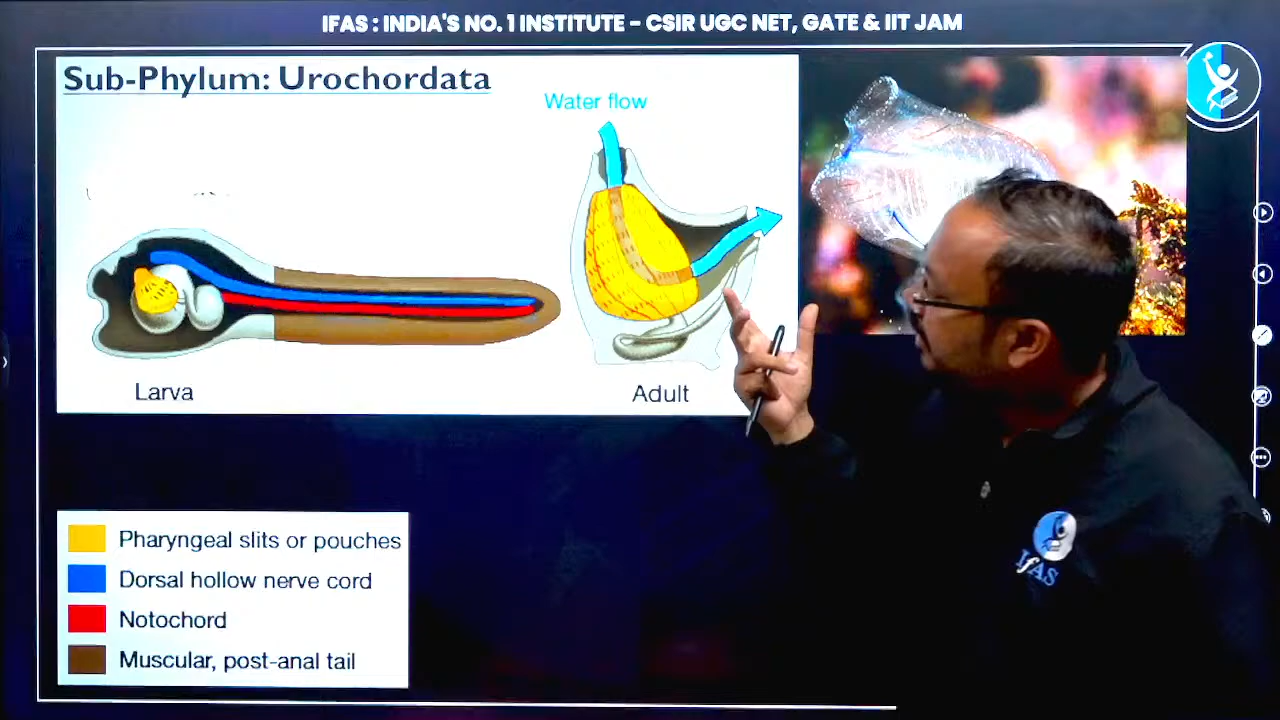 IFAS : INDIA'S NO. 1 INSTITUTE – CSIR UGC NET, GATE & IIT JAM
Sub-Phylum: Urochordata
Water flow
Larva
Adult
Pharyngeal slits or pouches
Dorsal hollow nerve cord
Notochord
Muscular, post-anal tail
IFAS